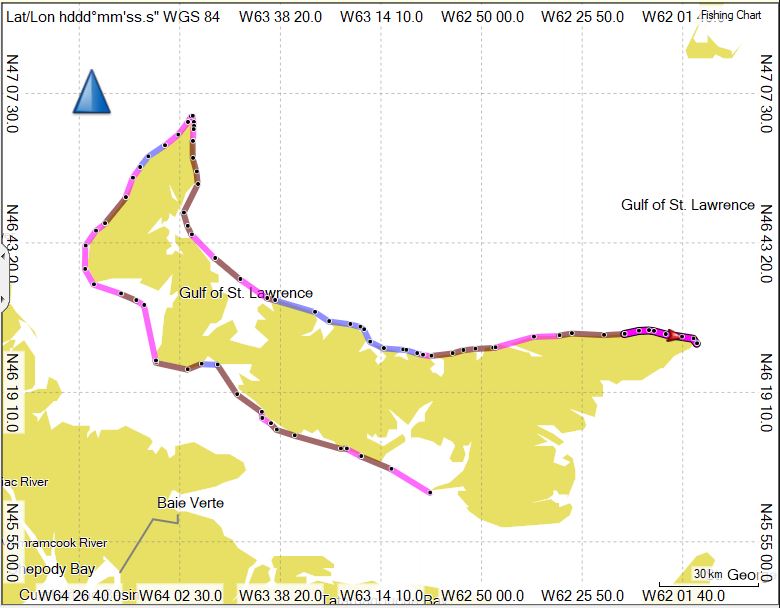 Lat/Lon hddd°mm'ss.s" WGS 84 W63 38 20.0 W63 14 10.0 W62 50 00.0 W62 25 50.0 W62 01 40.0
Fishing Chart
N47 07 30.0
N47 07 30.0
Gulf of St. Lawrence
N46 43 20.0
N46 43 20.0
Gulf of St. Lawrence
N46 19 10.0
N46 19 10.0
iac River
Baie Verte
N45 55 00.0
N45 55 00.0
ramcook River
epody Bay
30 km Geor
W64 26 40.0 W64 02 30.0 W63 38 20.0 W63 14 10.0 W62 50 00.0 W62 25 50.0 W62 01 40.0